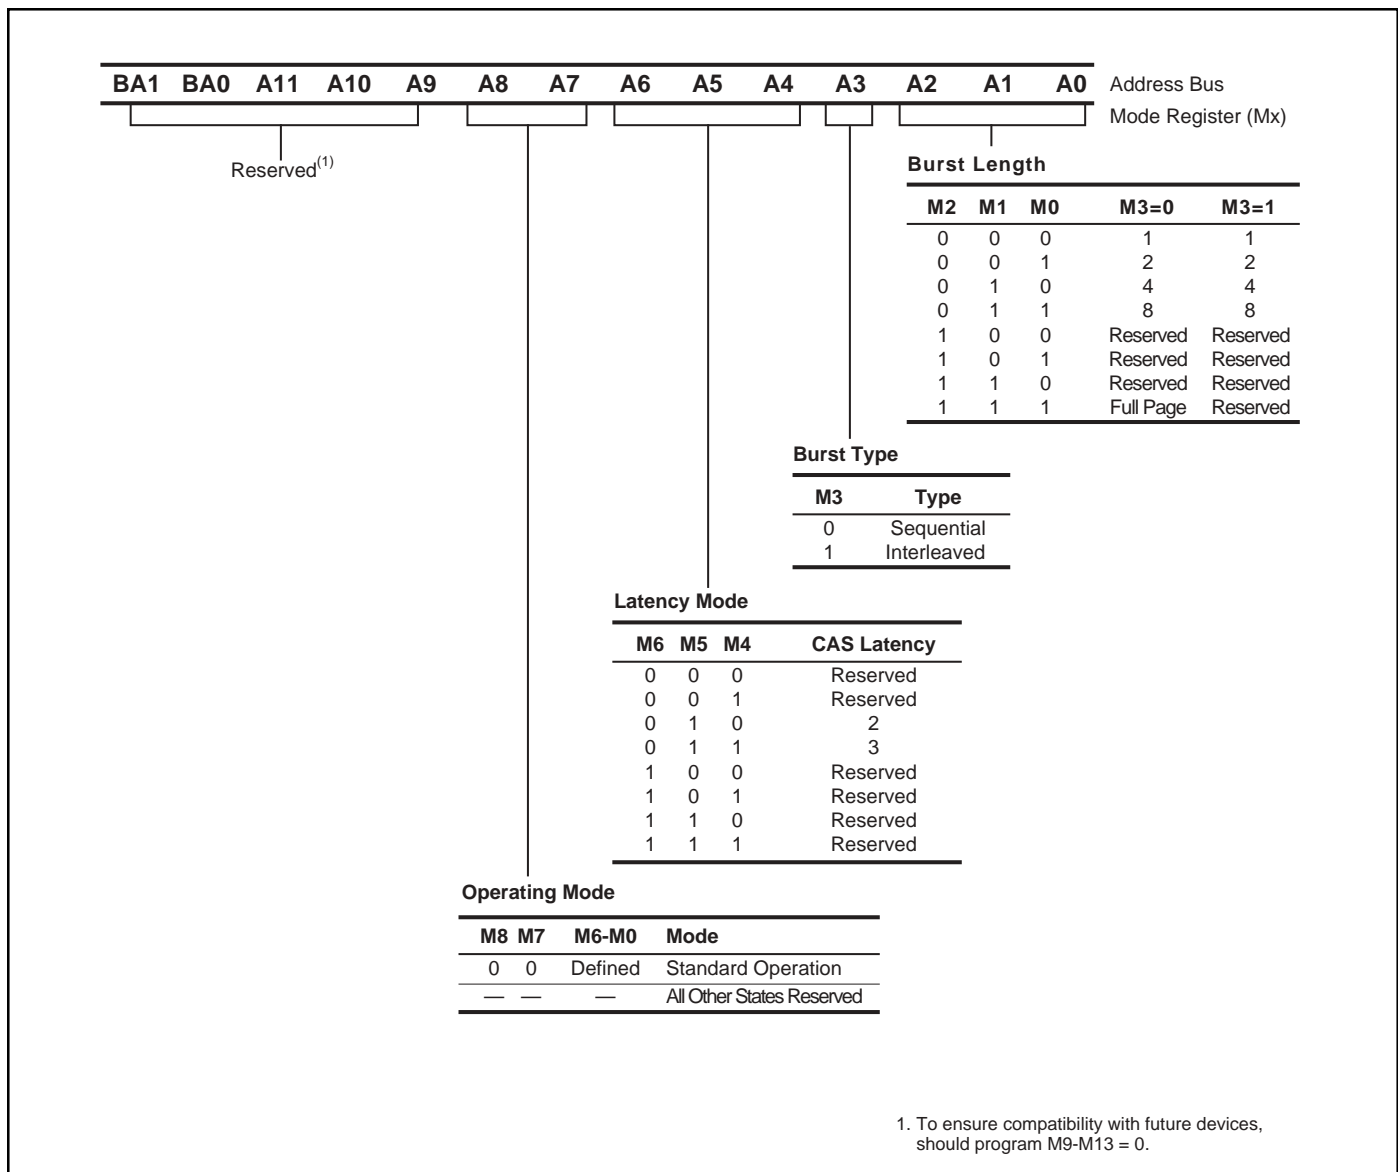 BA1 BA0 A11 A10 A9 A8 A7 A6 A5 A4 A3 A2 A1 A0 Address Bus
Mode Register (Mx)
Reserved(1)
Burst Length
M2 M1 M0 M3=0 M3=1
0 0 0 1 1
0 0 1 2 2
0 1 0 4 4
0 1 1 8 8
1 0 0 Reserved Reserved
1 0 1 Reserved Reserved
1 1 0 Reserved Reserved
1 1 1 Full Page Reserved
Burst Type
M3 Type
0 Sequential
1 Interleaved
Latency Mode
M6 M5 M4 CAS Latency
0 0 0 Reserved
0 0 1 Reserved
0 1 0 2
0 1 1 3
1 0 0 Reserved
1 0 1 Reserved
1 1 0 Reserved
1 1 1 Reserved
Operating Mode
M8 M7 M6-M0 Mode
0 0 Defined Standard Operation
— — — All Other States Reserved
1. To ensure compatibility with future devices,
should program M9-M13 = 0.